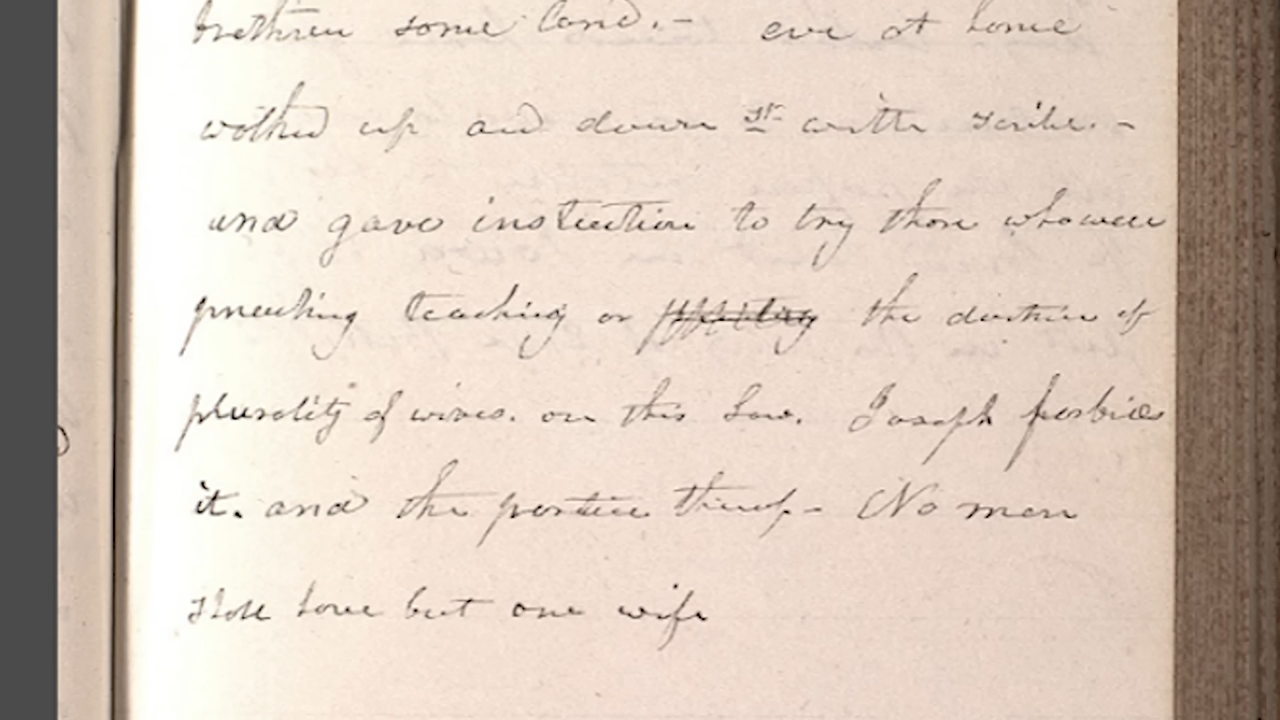 brethren some land.- eve at home
walked up and down St. with scribe.-
and gave instruction to try those who were
preaching teaching or the doctrin of
plurality of wives. on this Law. Joseph forbids
it. and the practice thereof- No man
shall have but one wife